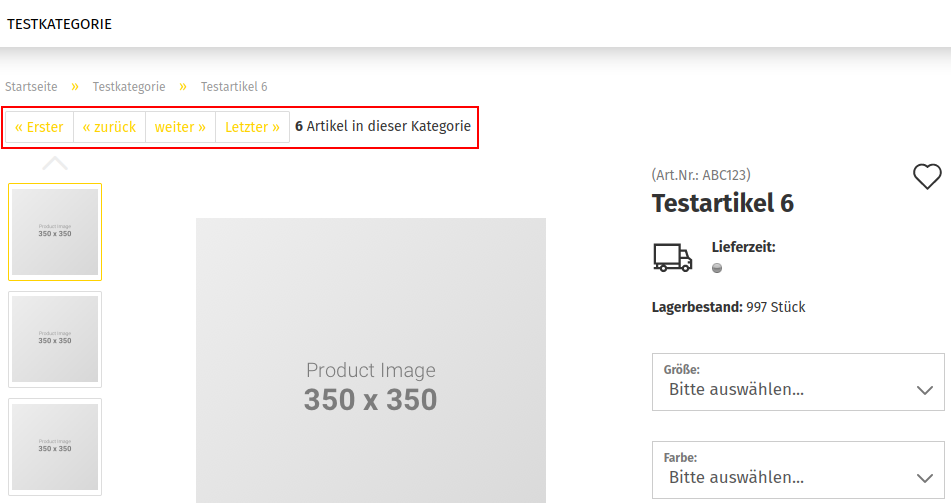 TESTKATEGORIE
Startseite » Testkategorie » Testartikel 6
« Erster « zurück weiter » Letzter » 6 Artikel in dieser Kategorie
(Art.Nr.: ABC123)
Testartikel 6
Lieferzeit:
Lagerbestand: 997 Stück
Größe:
Bitte auswählen...
Farbe:
Bitte auswählen...
Product Image
350 x 350
Product Image
350 x 350
Product Image
350 x 350
Product Image
350 x 350